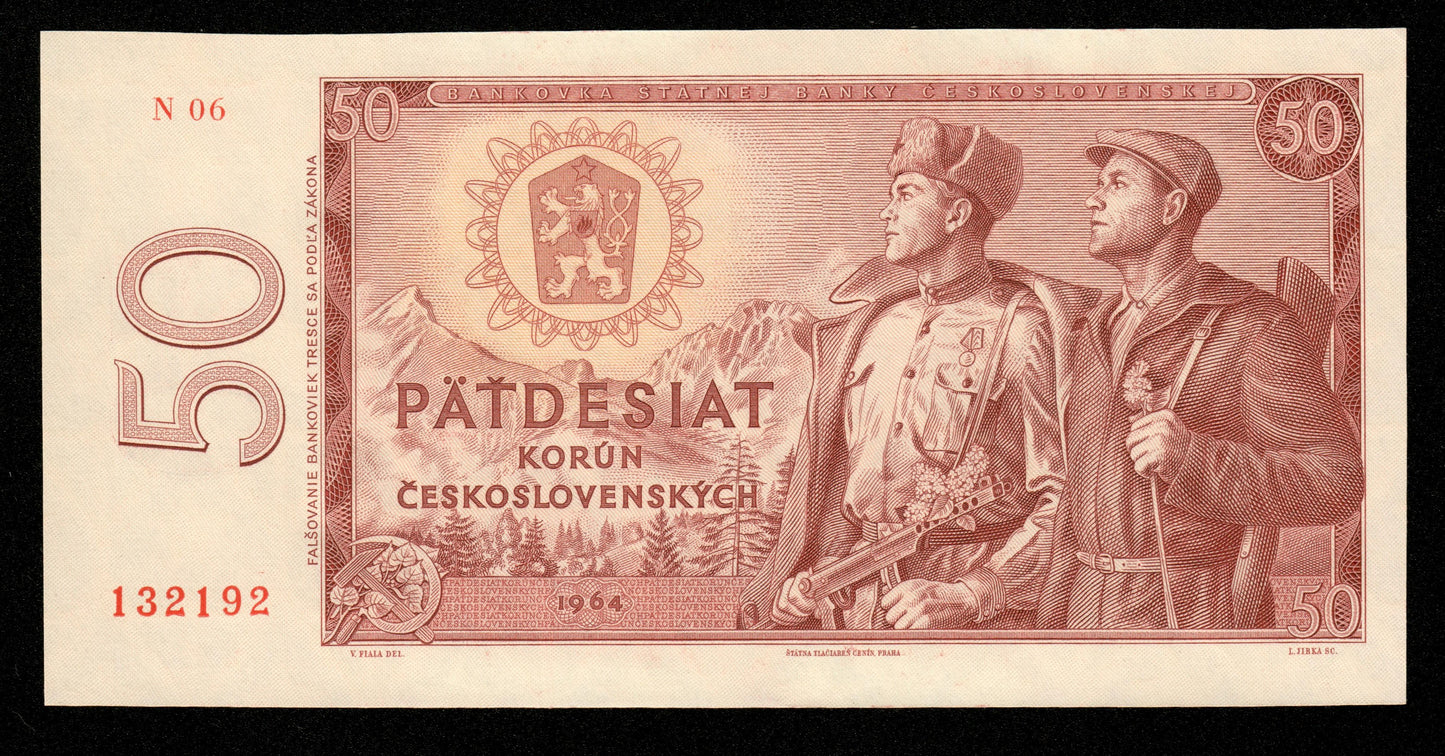 BANKOVKA STÁTNEJ BANKY ČESKOSLOVENSKEJ
50
50
N 06
FALŠOVANIE BANKOVIEK TRESCE SA PODĽA ZÁKONA
50
PÄŤDESIAT
KORÚN
ČESKOSLOVENSKÝCH
132192
1964
50
V. FIALA DEL.
ŠTÁTNA TLAČIAREŇ CENÍN, PRAHA
L. JIRKA SC.